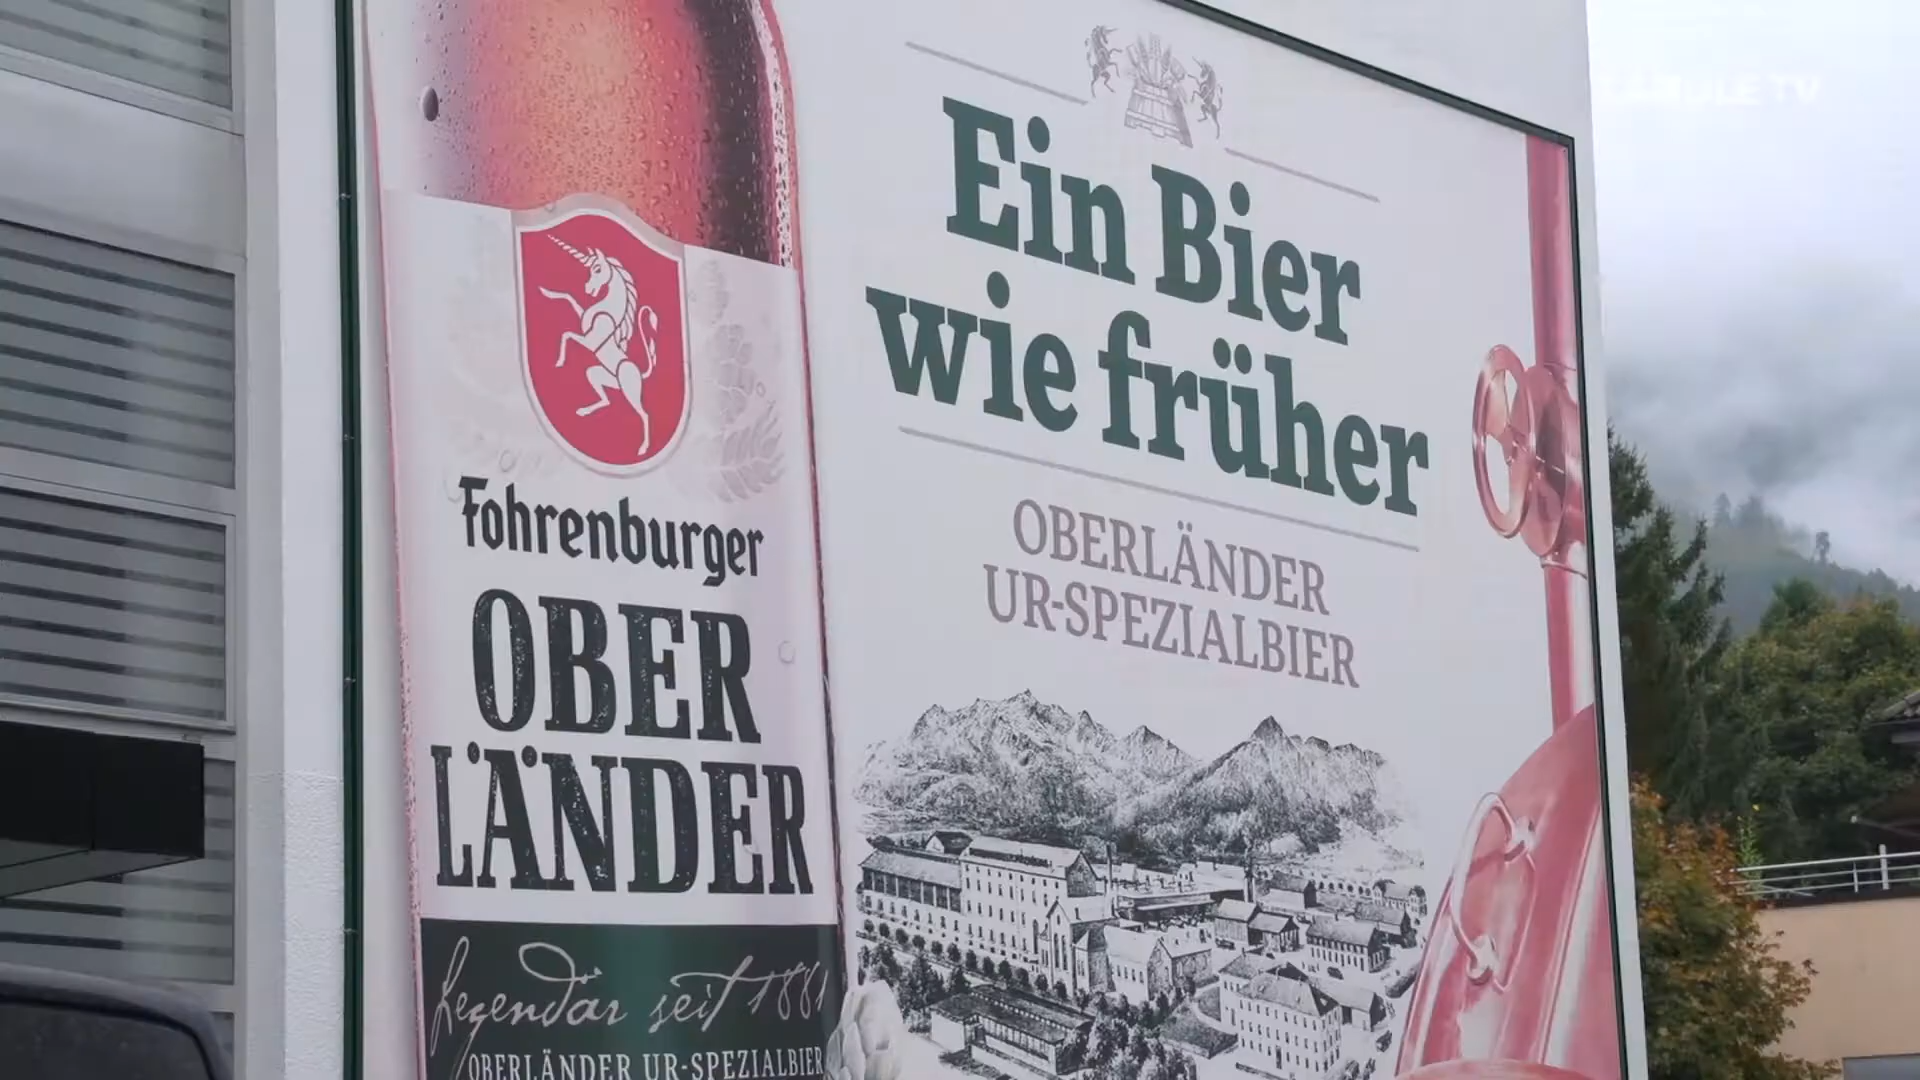 Ein Bier
wie früher
OBERLÄNDER
UR-SPEZIALBIER
Fohrenburger
OBER
LÄNDER
Legendär seit 1881
OBERLÄNDER UR-SPEZIALBIER